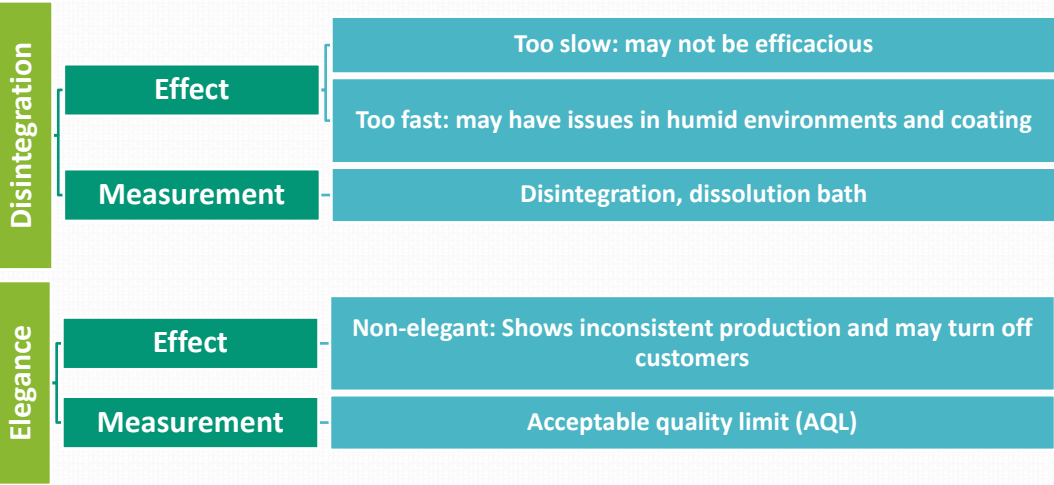 Disintegration
Effect
Too slow: may not be efficacious
Too fast: may have issues in humid environments and coating
Measurement
Disintegration, dissolution bath
Elegance
Effect
Non-elegant: Shows inconsistent production and may turn off
customers
Measurement
Acceptable quality limit (AQL)